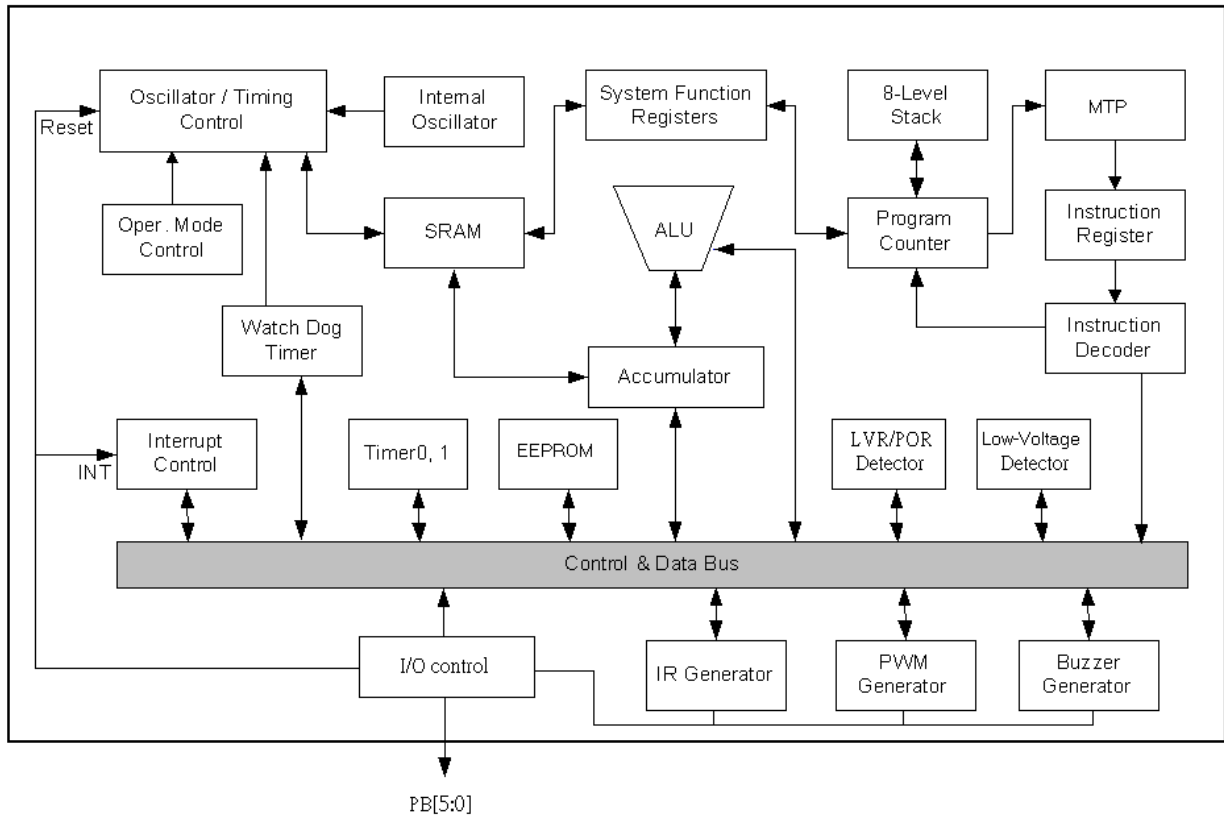 Oscillator / Timing
Control
Internal
Oscillator
System Function
Registers
8-Level
Stack
MTP
Reset
Oper. Mode
Control
SRAM
ALU
Program
Counter
Instruction
Register
Watch Dog
Timer
Accumulator
Instruction
Decoder
Interrupt
Control
INT
Timer0, 1
EEPROM
LVR/POR
Detector
Low-Voltage
Detector
Control & Data Bus
I/O control
IR Generator
PWM
Generator
Buzzer
Generator
PB[5:0]